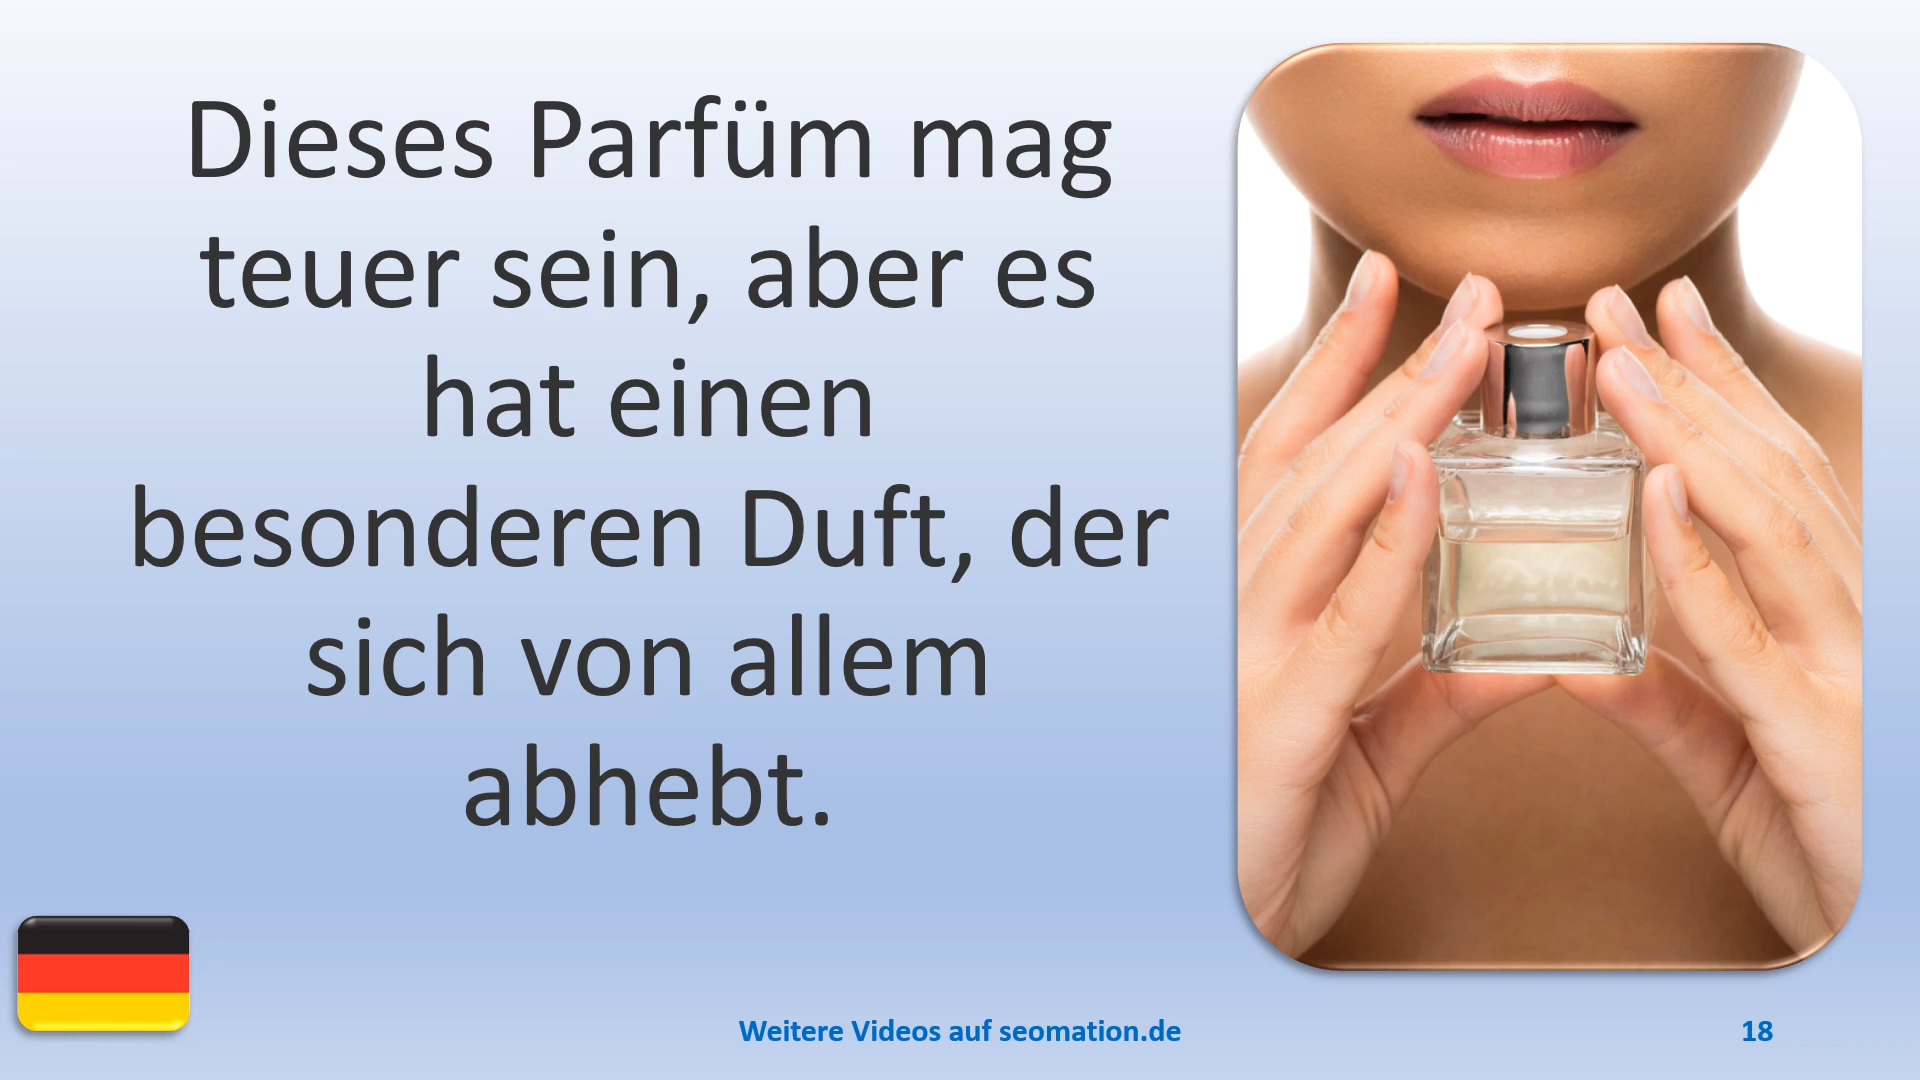 Dieses Parfüm mag
teuer sein, aber es
hat einen
besonderen Duft, der
sich von allem
abhebt.
Weitere Videos auf seomation.de
18